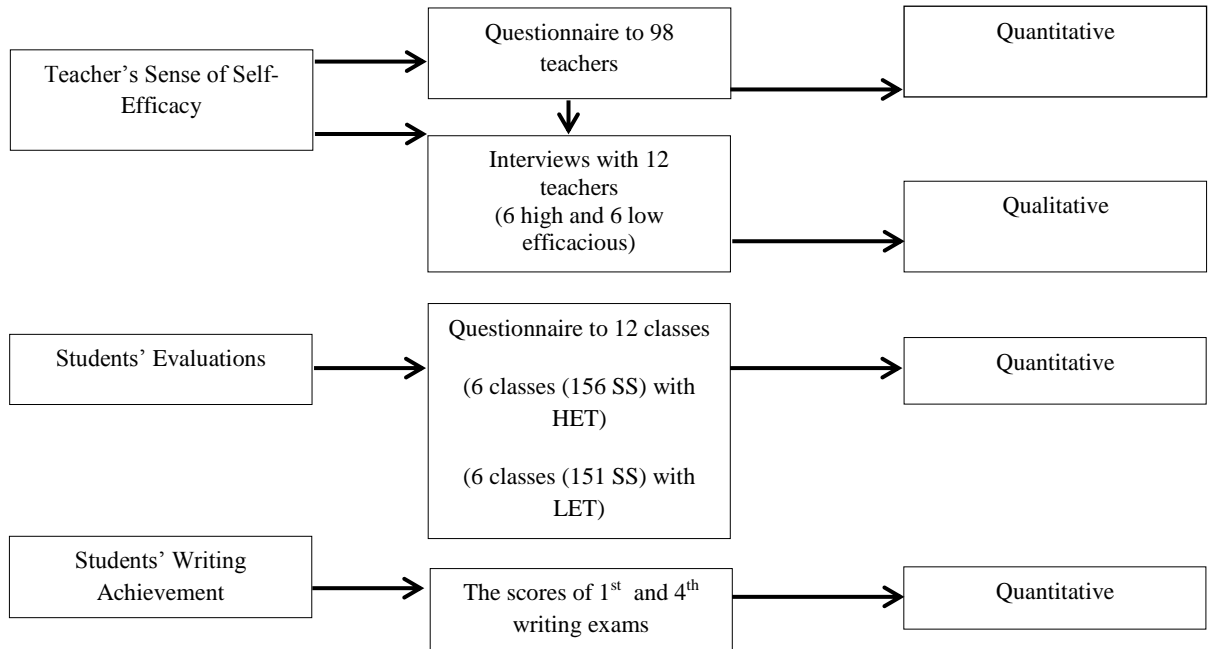 Teacher’s Sense of Self-
Efficacy
Questionnaire to 98
teachers
Quantitative
Interviews with 12
teachers
(6 high and 6 low
efficacious)
Qualitative
Students’ Evaluations
Questionnaire to 12 classes
(6 classes (156 SS) with
HET)
(6 classes (151 SS) with
LET)
Quantitative
Students’ Writing
Achievement
The scores of 1st and 4th
writing exams
Quantitative